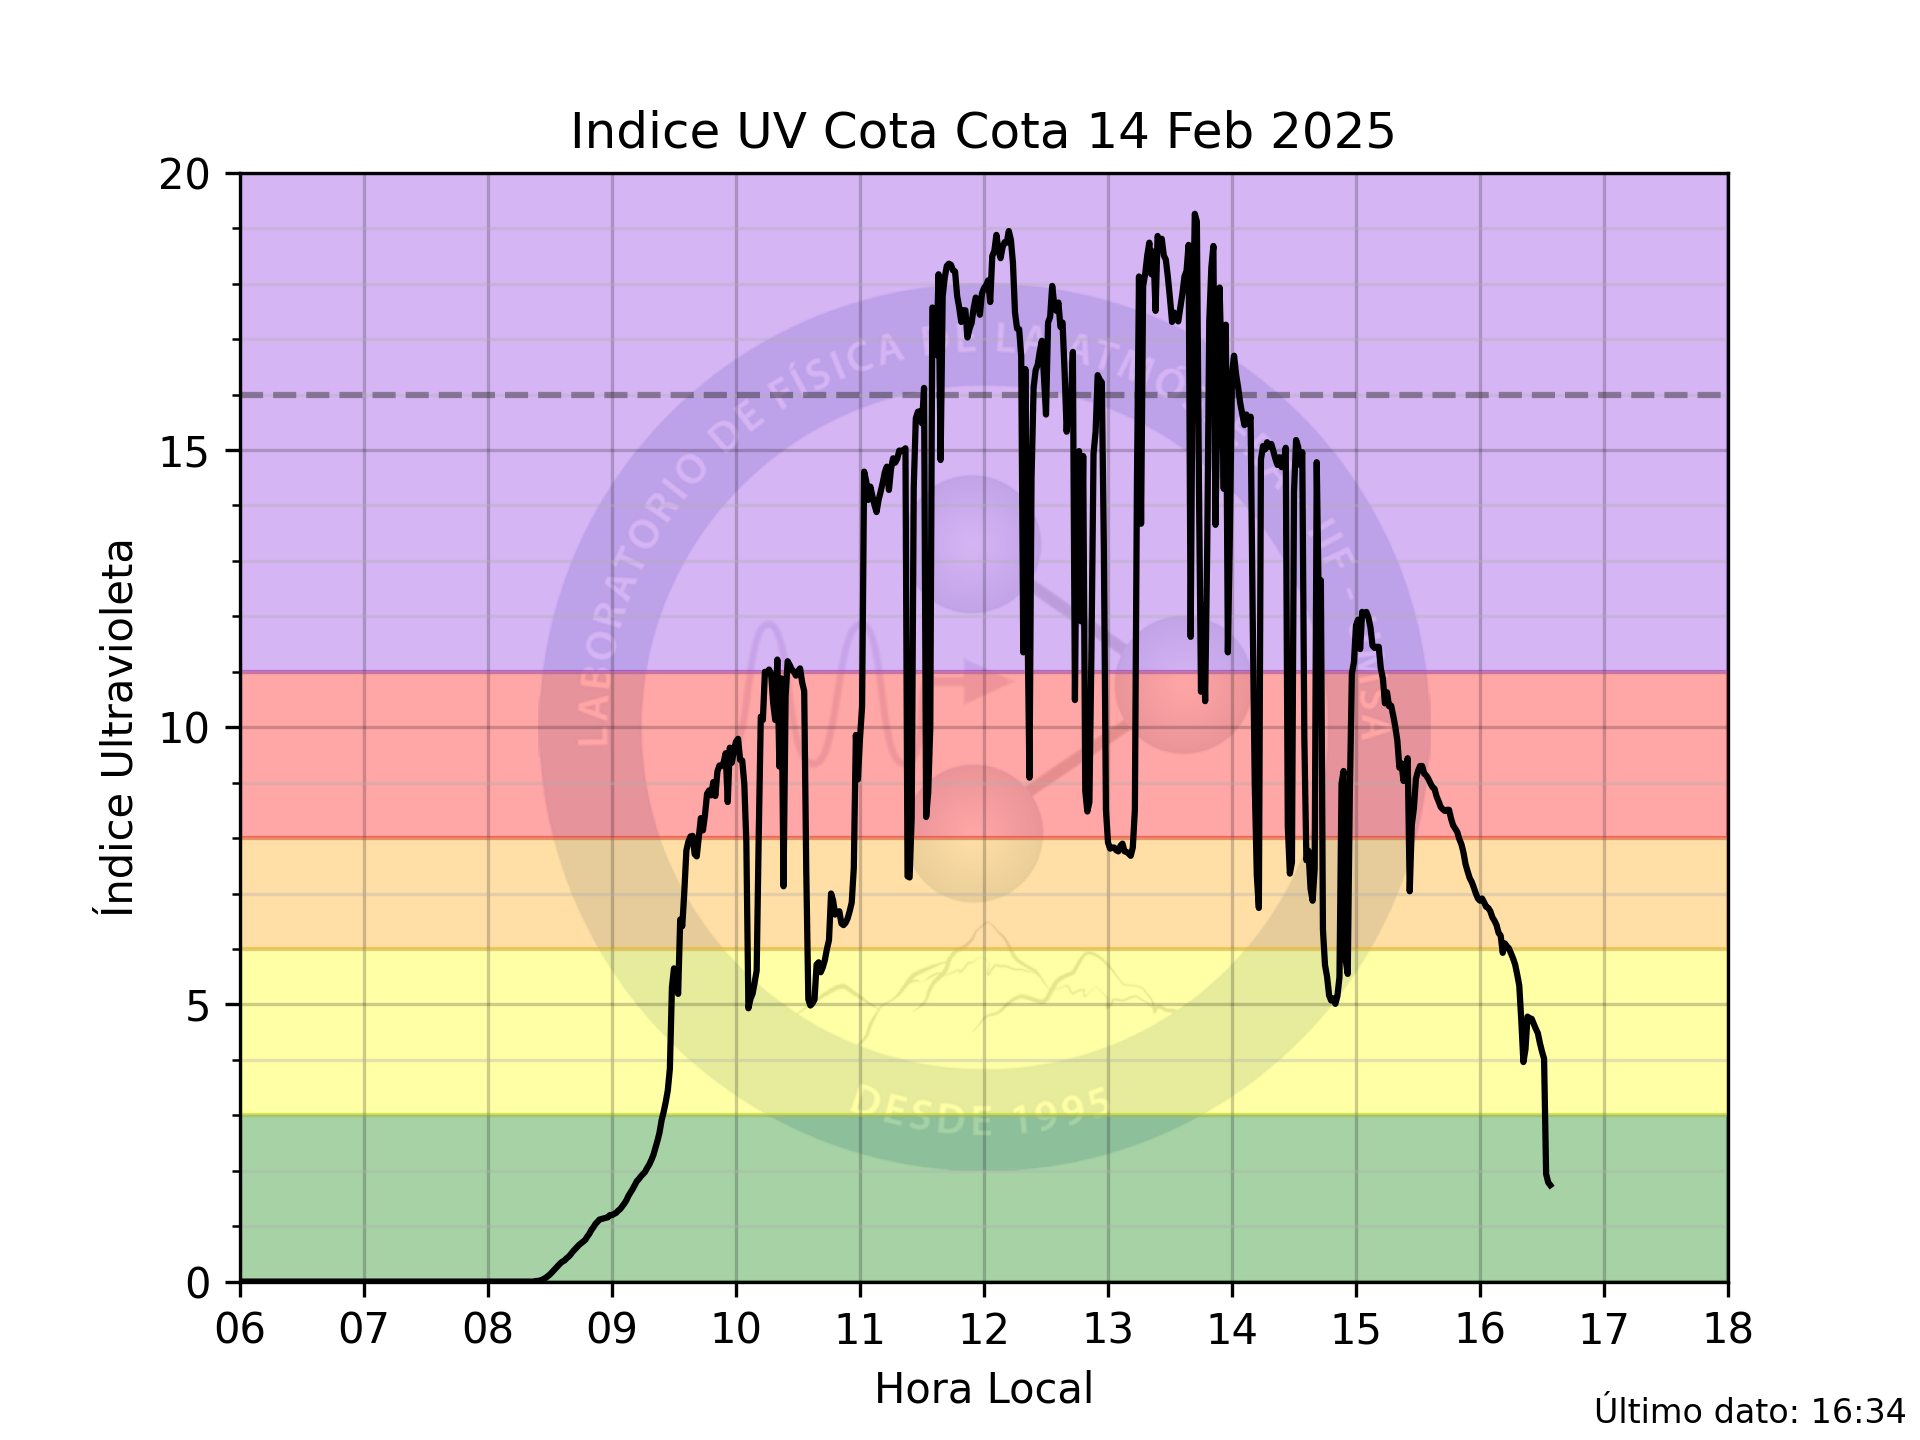 Indice UV Cota Cota 14 Feb 2025
20
15
10
5
0
Índice Ultravioleta
LABORATORIO DE FÍSICA DE LA ATMÓ
DESDE 1995
06 07 08 09 10 11 12 13 14 15 16 17 18
Hora Local
Último dato: 16:34